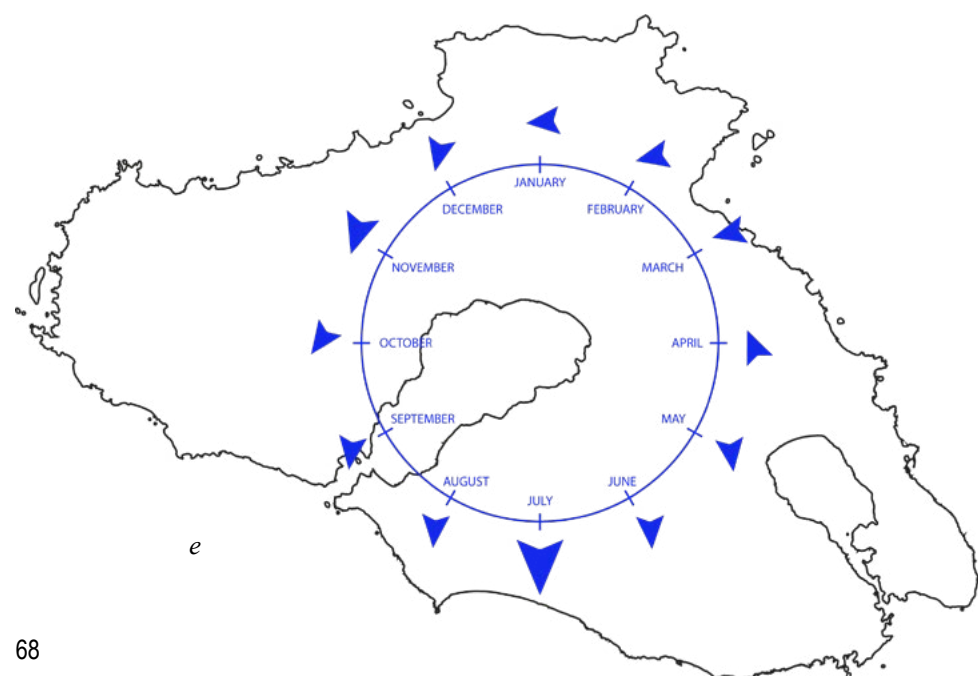 JANUARY
DECEMBER
FEBRUARY
NOVEMBER
MARCH
OCTOBER
APRIL
SEPTEMBER
MAY
AUGUST
JUNE
JULY
e
68